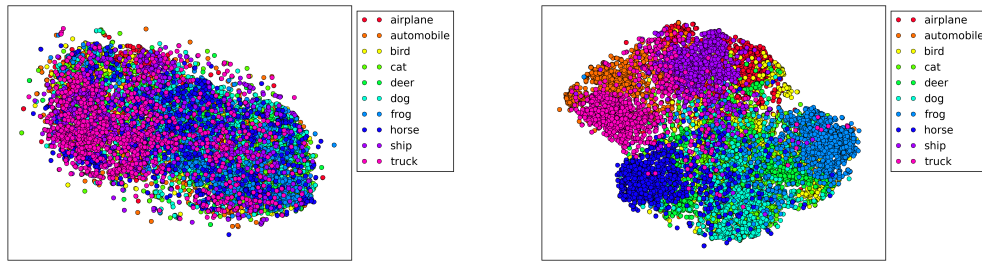 airplane
automobile
bird
cat
deer
dog
frog
horse
ship
truck
airplane
automobile
bird
cat
deer
dog
frog
horse
ship
truck